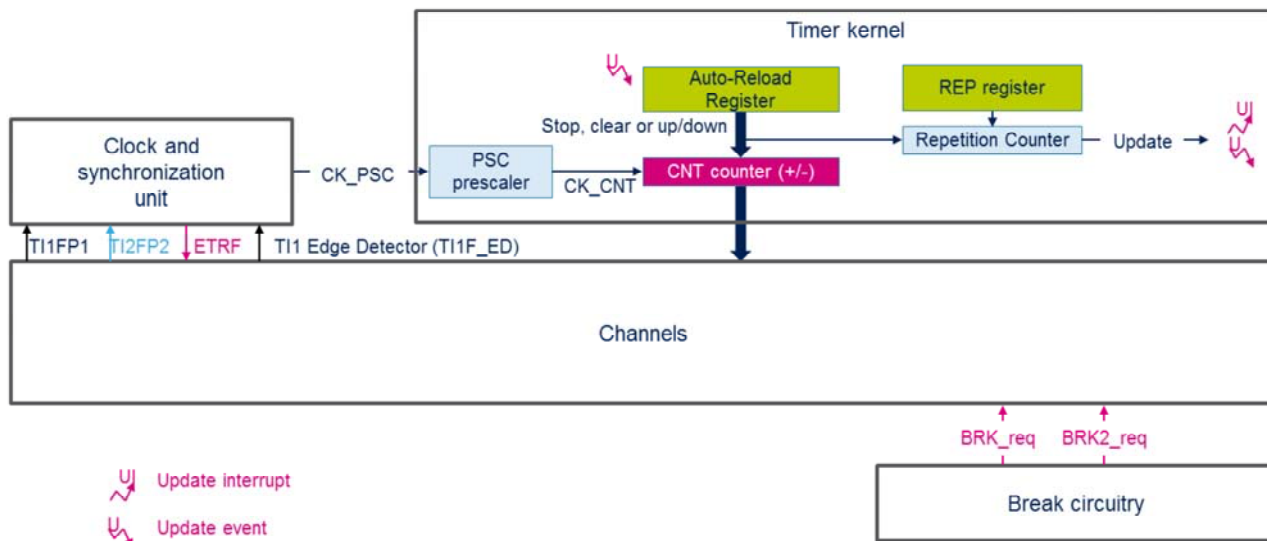 Timer kernel
U
Auto-Reload
Register
REP register
Stop, clear or up/down
Repetition Counter
Update
UI
U
Clock and
synchronization
unit
CK_PSC
PSC
prescaler
CK_CNT
CNT counter (+/-)
TI1FP1
TI2FP2
ETRF
TI1 Edge Detector (TI1F_ED)
Channels
BRK_req
BRK2_req
Break circuitry
UI
Update interrupt
U
Update event